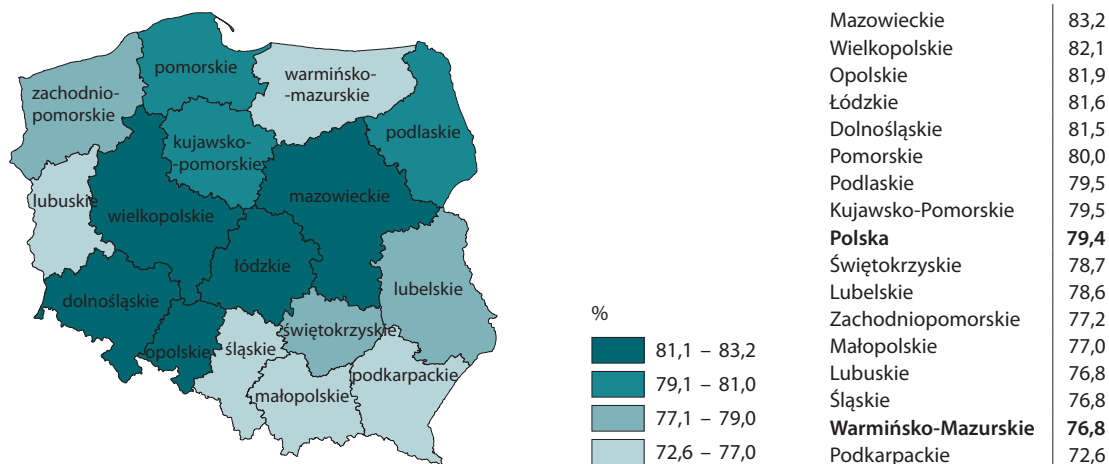 pomorskie
warmińsko-
-mazurskie
zachodnio-
pomorskie
podlaskie
kujawsko-
-pomorskie
lubuskie
mazowieckie
wielkopolskie
łódzkie
lubelskie
dolnośląskie
świętokrzyskie
opolskie
śląskie
podkarpackie
małopolskie
%
81,1 – 83,2
79,1 – 81,0
77,1 – 79,0
72,6 – 77,0
Mazowieckie 83,2
Wielkopolskie 82,1
Opolskie 81,9
Łódzkie 81,6
Dolnośląskie 81,5
Pomorskie 80,0
Podlaskie 79,5
Kujawsko-Pomorskie 79,5
Polska 79,4
Świętokrzyskie 78,7
Lubelskie 78,6
Zachodniopomorskie 77,2
Małopolskie 77,0
Lubuskie 76,8
Śląskie 76,8
Warmińsko-Mazurskie 76,8
Podkarpackie 72,6